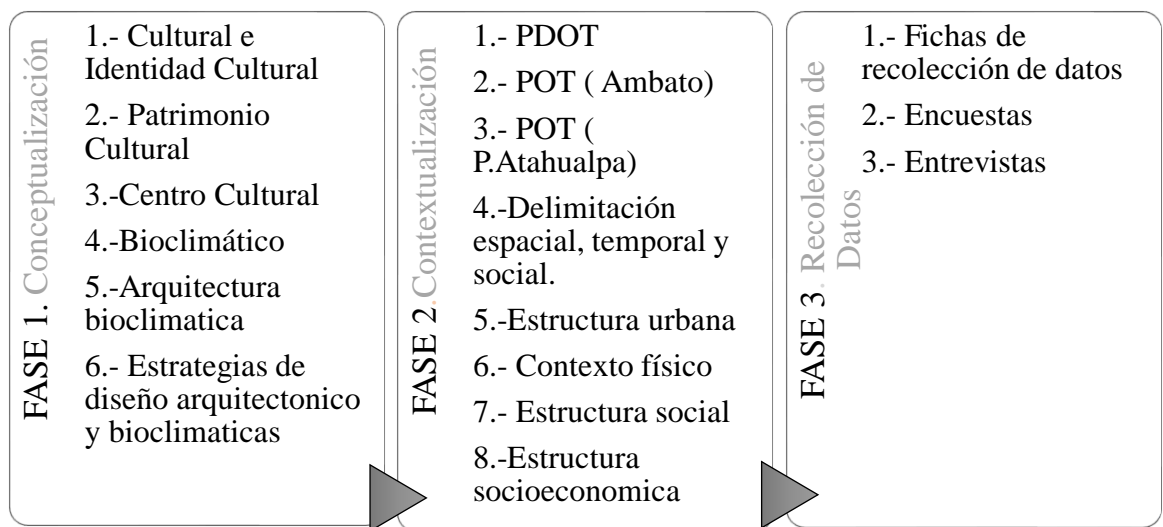 FASE 1. Conceptualización
1.- Cultural e
Identidad Cultural
2.- Patrimonio
Cultural
3.-Centro Cultural
4.-Bioclimático
5.-Arquitectura
bioclimatica
6.- Estrategias de
diseño arquitectonico
y bioclimaticas
FASE 2.Contextualización
1.- PDOT
2.- POT ( Ambato)
3.- POT (
P.Atahualpa)
4.-Delimitación
espacial, temporal y
social.
5.-Estructura urbana
6.- Contexto físico
7.- Estructura social
8.-Estructura
socioeconomica
FASE 3. Recolección de
Datos
1.- Fichas de
recolección de datos
2.- Encuestas
3.- Entrevistas